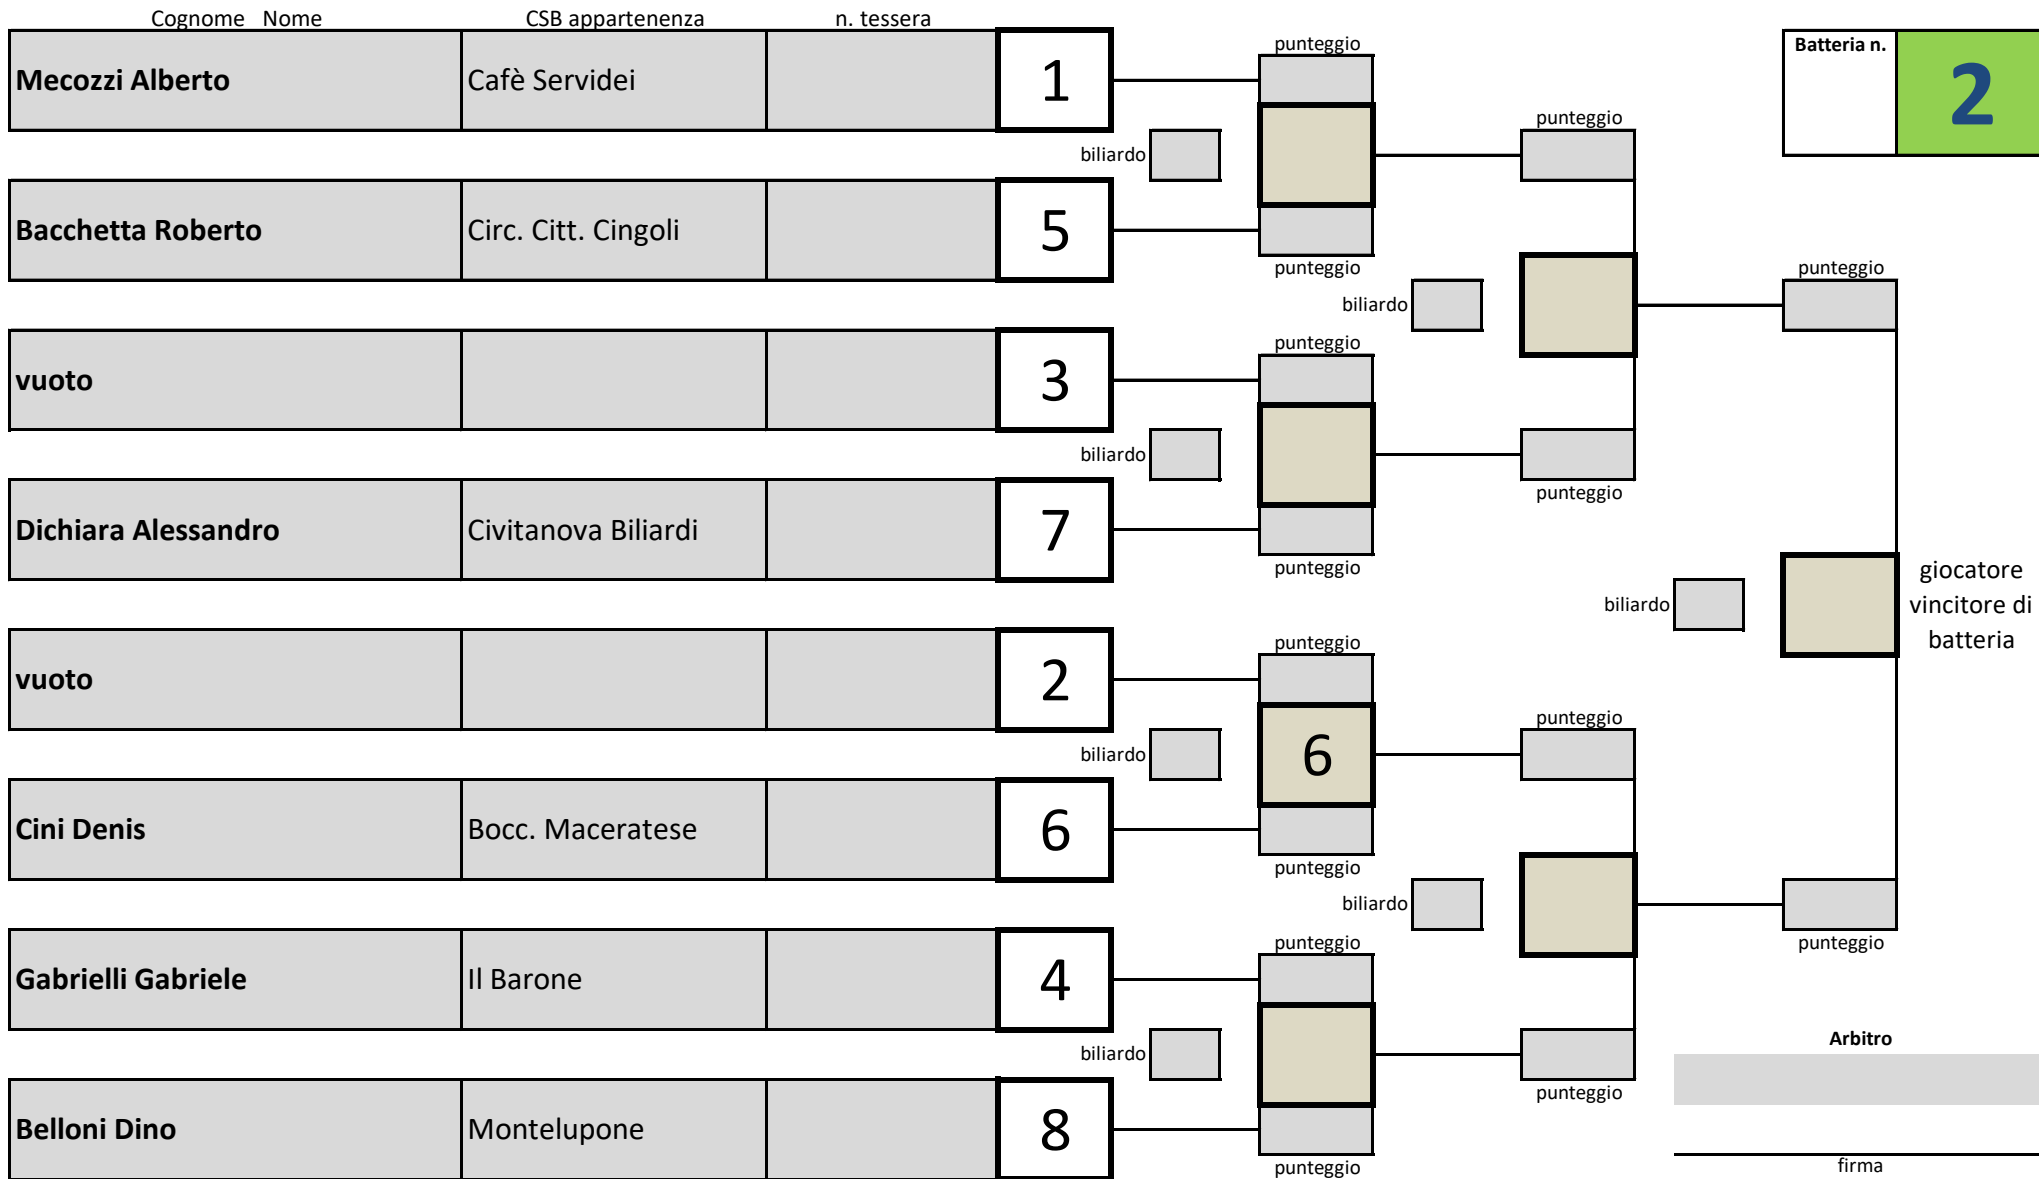 Cognome Nome CSB appartenenza n. tessera
punteggio
Batteria n. 2
Mecozzi Alberto Cafè Servidei 1
punteggio
biliardo
Bacchetta Roberto Circ. Citt. Cingoli 5
punteggio
punteggio
biliardo
punteggio
vuoto 3
biliardo
punteggio
Dichiara Alessandro Civitanova Biliardi 7
punteggio
giocatore
biliardo vincitore di
batteria
punteggio
vuoto 2
punteggio
biliardo 6
Cini Denis Bocc. Maceratese 6
punteggio
biliardo
punteggio
punteggio
Gabrielli Gabriele Il Barone 4
Arbitro
biliardo
punteggio
Belloni Dino Montelupone 8
punteggio
firma